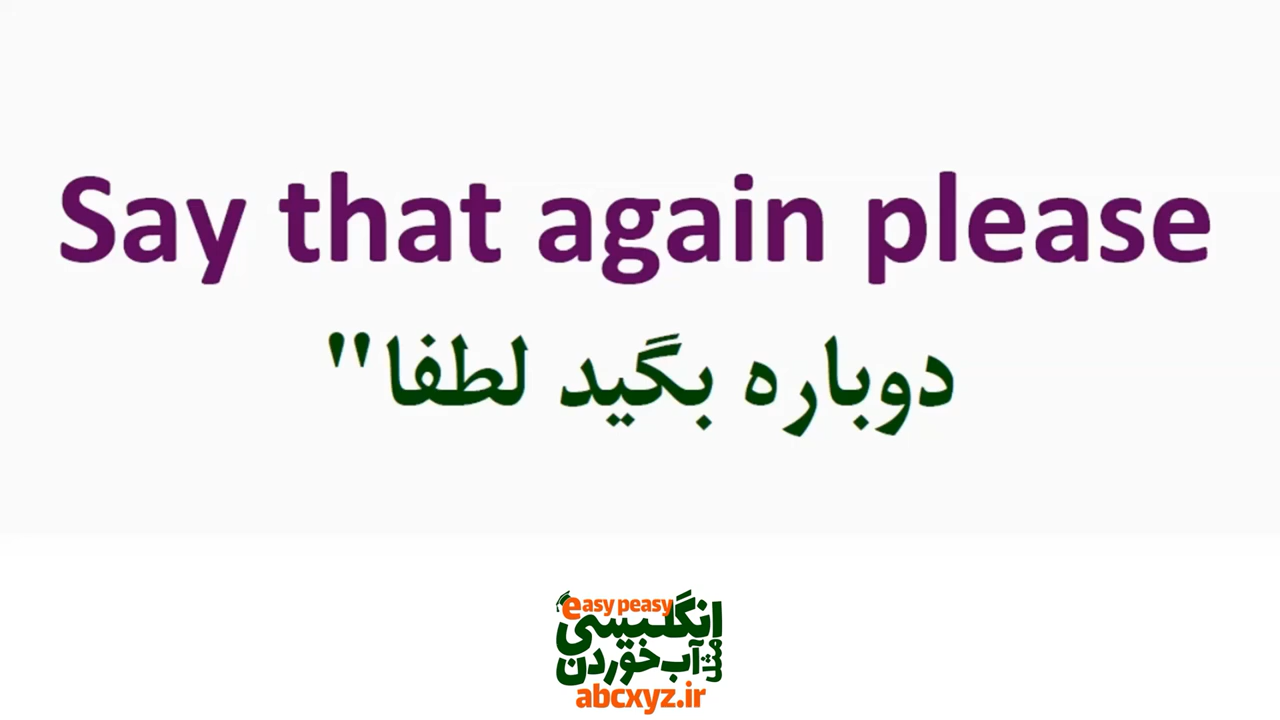 Say that again please
دوباره بگید لطفا"
easy peasy
انگلیسی
مثل آب خوردن
abcxyz.ir